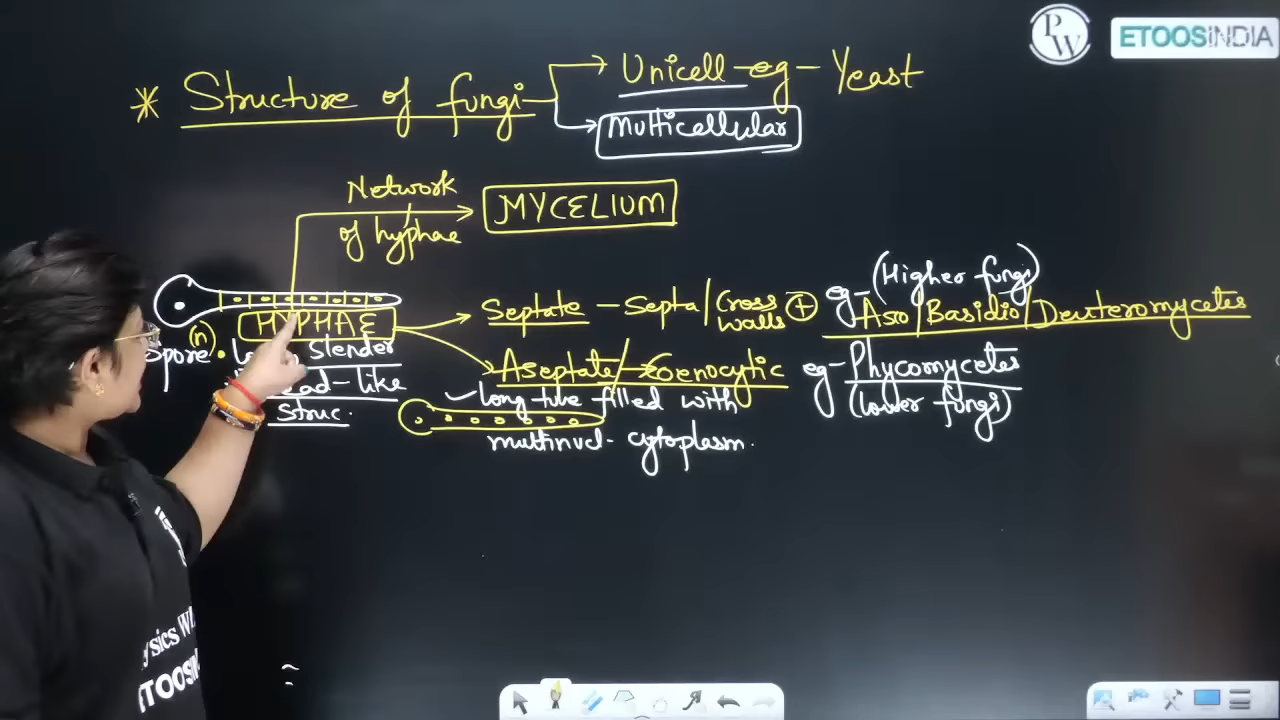 PW
ETOOSINDIA
* Structure of fungi
Unicell - eg - Yeast
Multicellular
Network of hyphae
MYCELIUM
(Higher fungi)
Septate - Septa/Cross walls ⊕ eg- Asco/Basidio/Deuteromycetes
HYPHAE
Spore (n)
Slender
-like
Struc.
Aseptate/→Coenocytic eg- Phycomycetes
(lower fungi)
Long tube filled with
multinucl- cytoplasm.
ETOOS